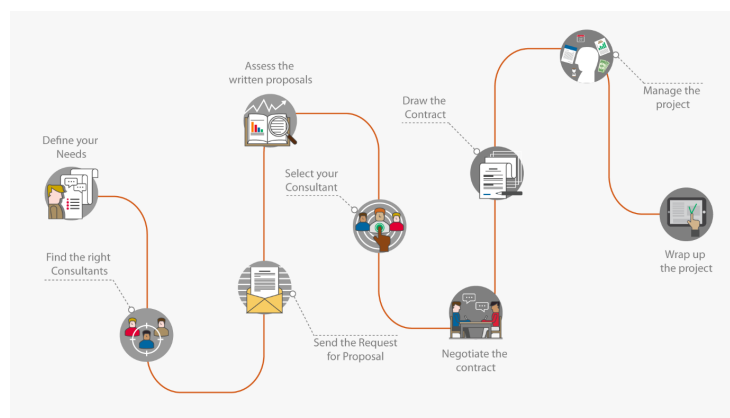 Define your
Needs
Find the right
Consultants
Send the Request
for Proposal
Assess the
written proposals
Select your
Consultant
Negotiate the
contract
Draw the
Contract
Manage the
project
Wrap up
the project